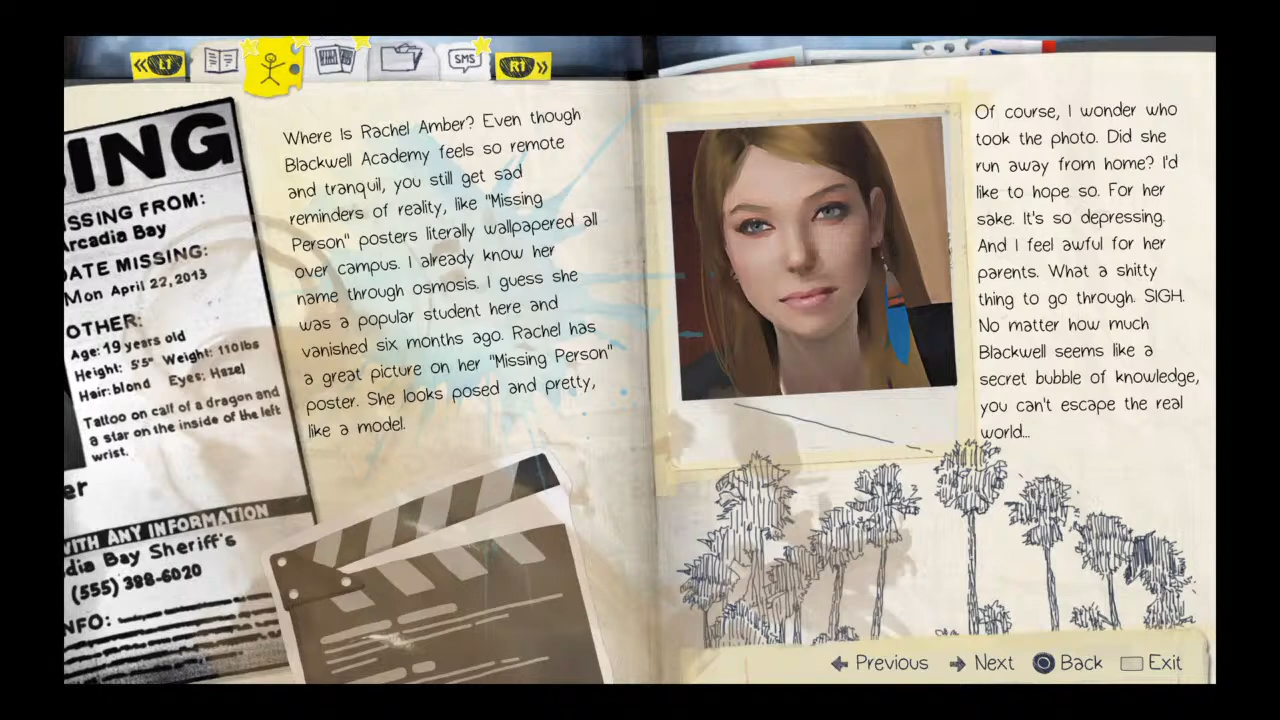 LT
SMS
R1
ING
SSING FROM:
Arcadia Bay
DATE MISSING:
Mon April 22, 2013
OTHER:
Age: 19 years old
Height: 5'5" Weight: 110lbs
Hair: blond Eyes: Hazel
Tattoo on calf of a dragon and
a star on the inside of the left
wrist.
er
WITH ANY INFORMATION
dia Bay Sheriff's
(555) 388-6020
NFO:
Where Is Rachel Amber? Even though
Blackwell Academy feels so remote
and tranquil, you still get sad
reminders of reality, like "Missing
Person" posters literally wallpapered all
over campus. I already know her
name through osmosis. I guess she
was a popular student here and
vanished six months ago. Rachel has
a great picture on her "Missing Person"
poster. She looks posed and pretty,
like a model.
Of course, I wonder who
took the photo. Did she
run away from home? I'd
like to hope so. For her
sake. It's so depressing.
And I feel awful for her
parents. What a shitty
thing to go through. SIGH.
No matter how much
Blackwell seems like a
secret bubble of knowledge,
you can't escape the real
world...
Previous Next Back Exit